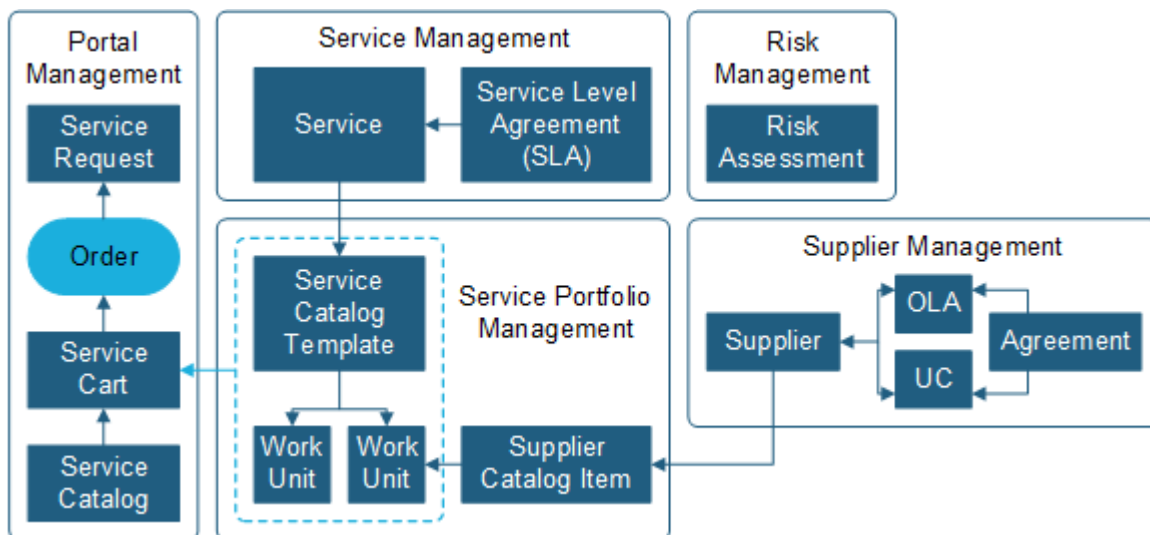 Portal
Management
Service
Request
Order
Service
Cart
Service
Catalog
Service Management
Service
Service Level
Agreement
(SLA)
Risk
Management
Risk
Assessment
Service
Catalog
Template
Service Portfolio
Management
Work
Unit
Work
Unit
Supplier
Catalog Item
Supplier Management
Supplier
OLA
UC
Agreement